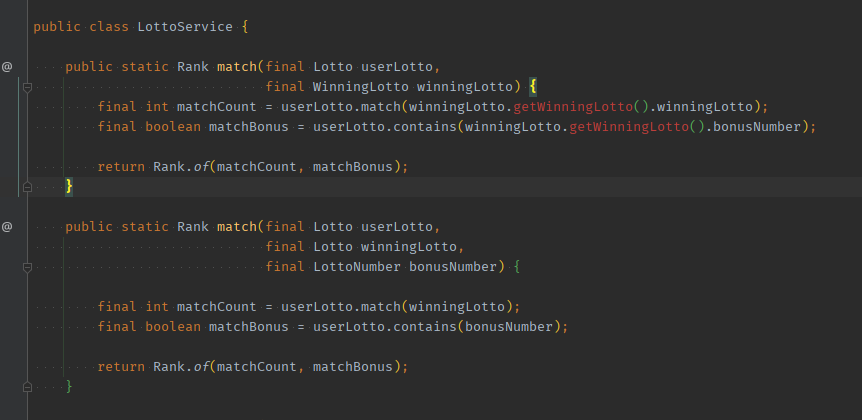 public class LottoService {
@ public static Rank match(final Lotto userLotto,
final WinningLotto winningLotto) {
final int matchCount = userLotto.match(winningLotto.getWinningLotto().winningLotto);
final boolean matchBonus = userLotto.contains(winningLotto.getWinningLotto().bonusNumber);
return Rank.of(matchCount, matchBonus);
}
@ public static Rank match(final Lotto userLotto,
final Lotto winningLotto,
final LottoNumber bonusNumber) {
final int matchCount = userLotto.match(winningLotto);
final boolean matchBonus = userLotto.contains(bonusNumber);
return Rank.of(matchCount, matchBonus);
}